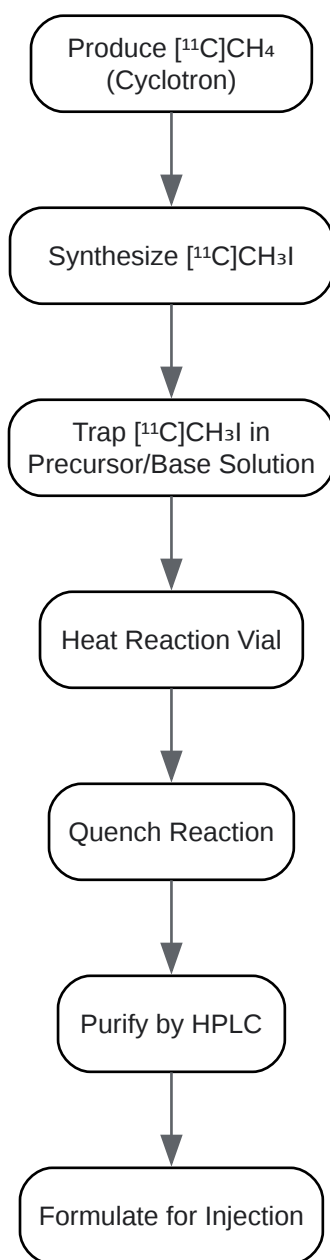 Produce [¹¹C]CH₄
(Cyclotron)
Synthesize [¹¹C]CH₃I
Trap [¹¹C]CH₃I in
Precursor/Base Solution
Heat Reaction Vial
Quench Reaction
Purify by HPLC
Formulate for Injection